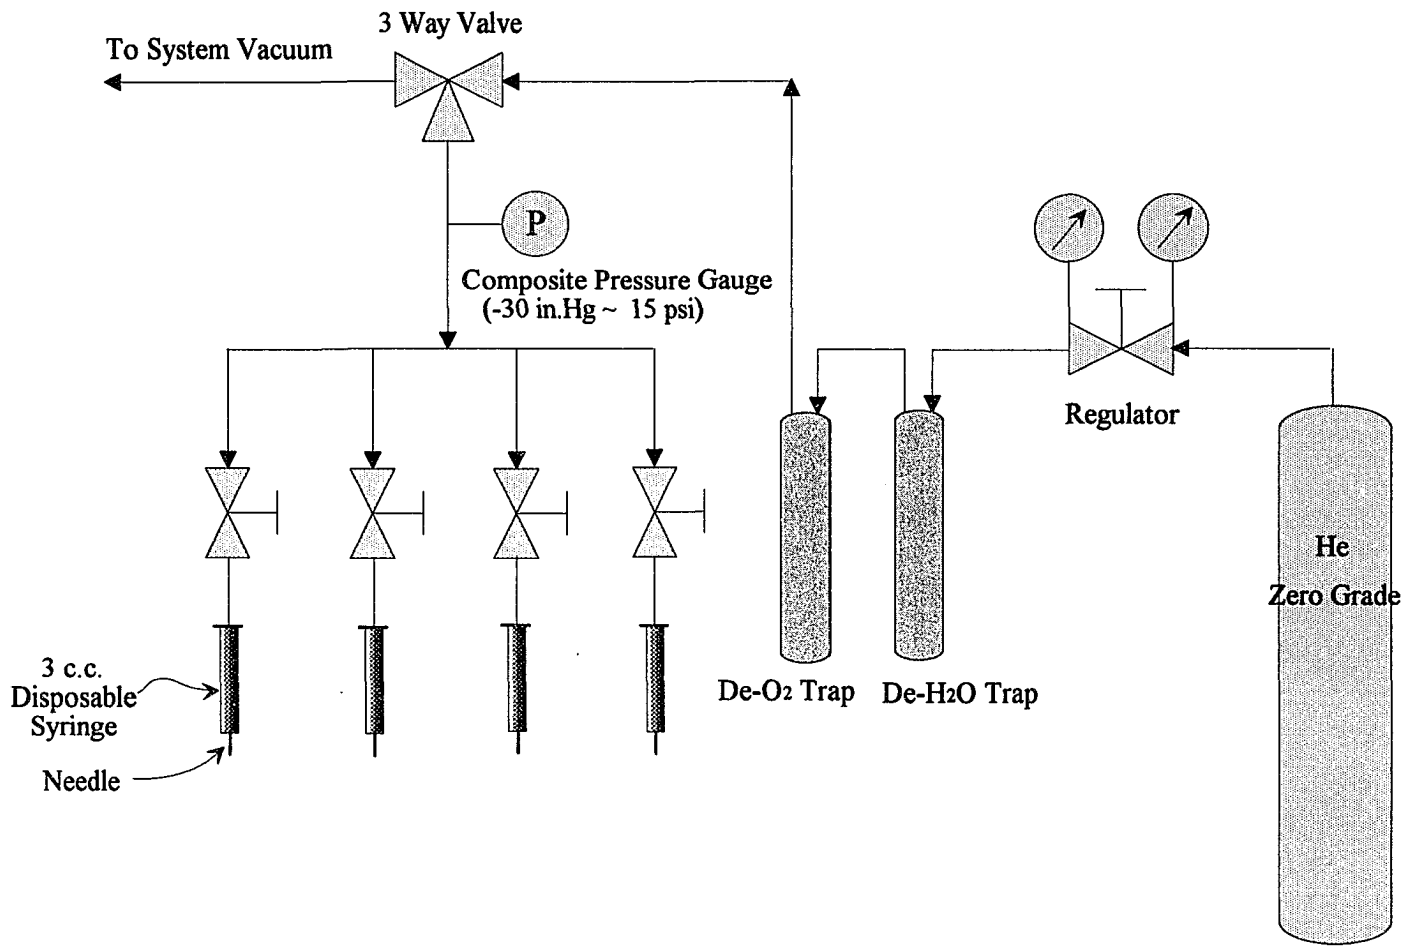 3 Way Valve
To System Vacuum
P
Composite Pressure Gauge
(-30 in.Hg ~ 15 psi)
Regulator
He
Zero Grade
3 c.c.
Disposable
Syringe
Needle
De-O2 Trap
De-H2O Trap